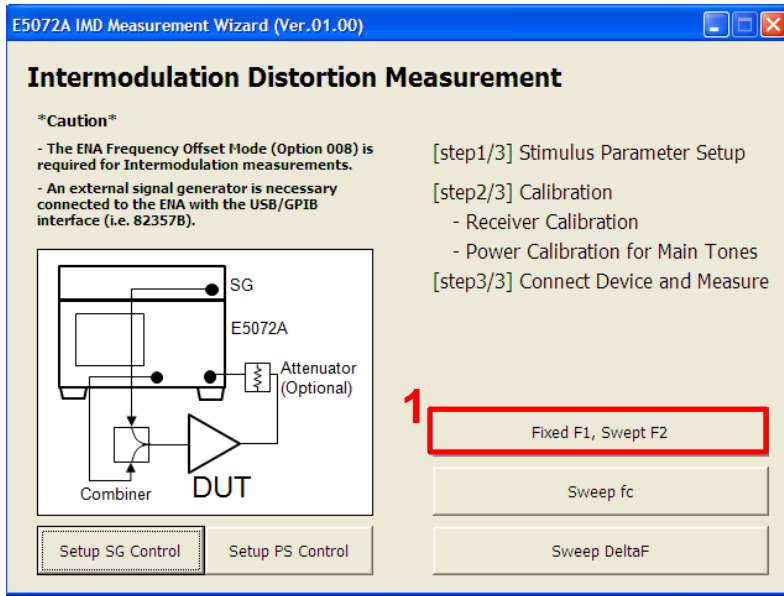 E5072A IMD Measurement Wizard (Ver.01.00)
Intermodulation Distortion Measurement
*Caution*
- The ENA Frequency Offset Mode (Option 008) is
required for Intermodulation measurements.
- An external signal generator is necessary
connected to the ENA with the USB/GPIB
interface (i.e. 82357B).
SG
E5072A
Attenuator
(Optional)
Combiner
DUT
Setup SG Control
Setup PS Control
[step1/3] Stimulus Parameter Setup
[step2/3] Calibration
- Receiver Calibration
- Power Calibration for Main Tones
[step3/3] Connect Device and Measure
1
Fixed F1, Swept F2
Sweep fc
Sweep DeltaF